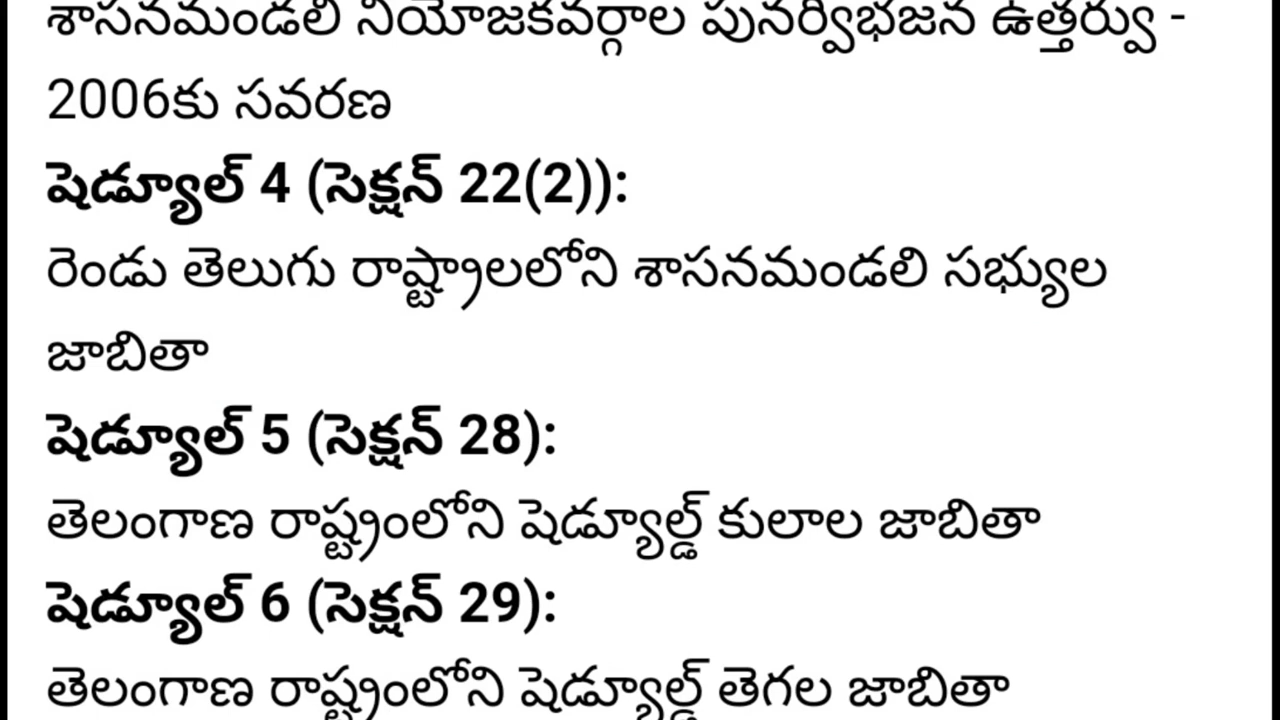 శాసనమండలి నియోజకవర్గాల పునర్విభజన ఉత్తర్వు -
2006కు సవరణ
షెడ్యూల్ 4 (సెక్షన్ 22(2)):
రెండు తెలుగు రాష్ట్రాలలోని శాసనమండలి సభ్యుల
జాబితా
షెడ్యూల్ 5 (సెక్షన్ 28):
తెలంగాణ రాష్ట్రంలోని షెడ్యూల్డ్ కులాల జాబితా
షెడ్యూల్ 6 (సెక్షన్ 29):
తెలంగాణ రాష్ట్రంలోని షెడ్యూల్డ్ తెగల జాబితా